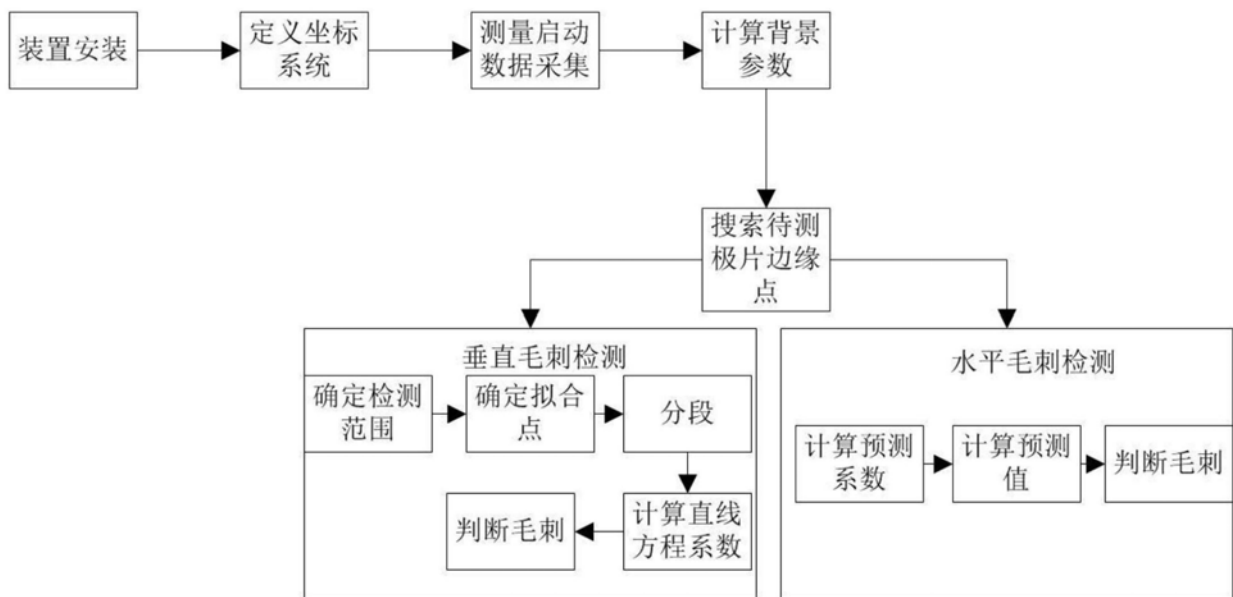 装置安装
定义坐标
系统
测量启动
数据采集
计算背景
参数
搜索待测
极片边缘
点
垂直毛刺检测
确定检测
范围
确定拟合
点
分段
判断毛刺
计算直线
方程系数
水平毛刺检测
计算预测
系数
计算预测
值
判断毛刺